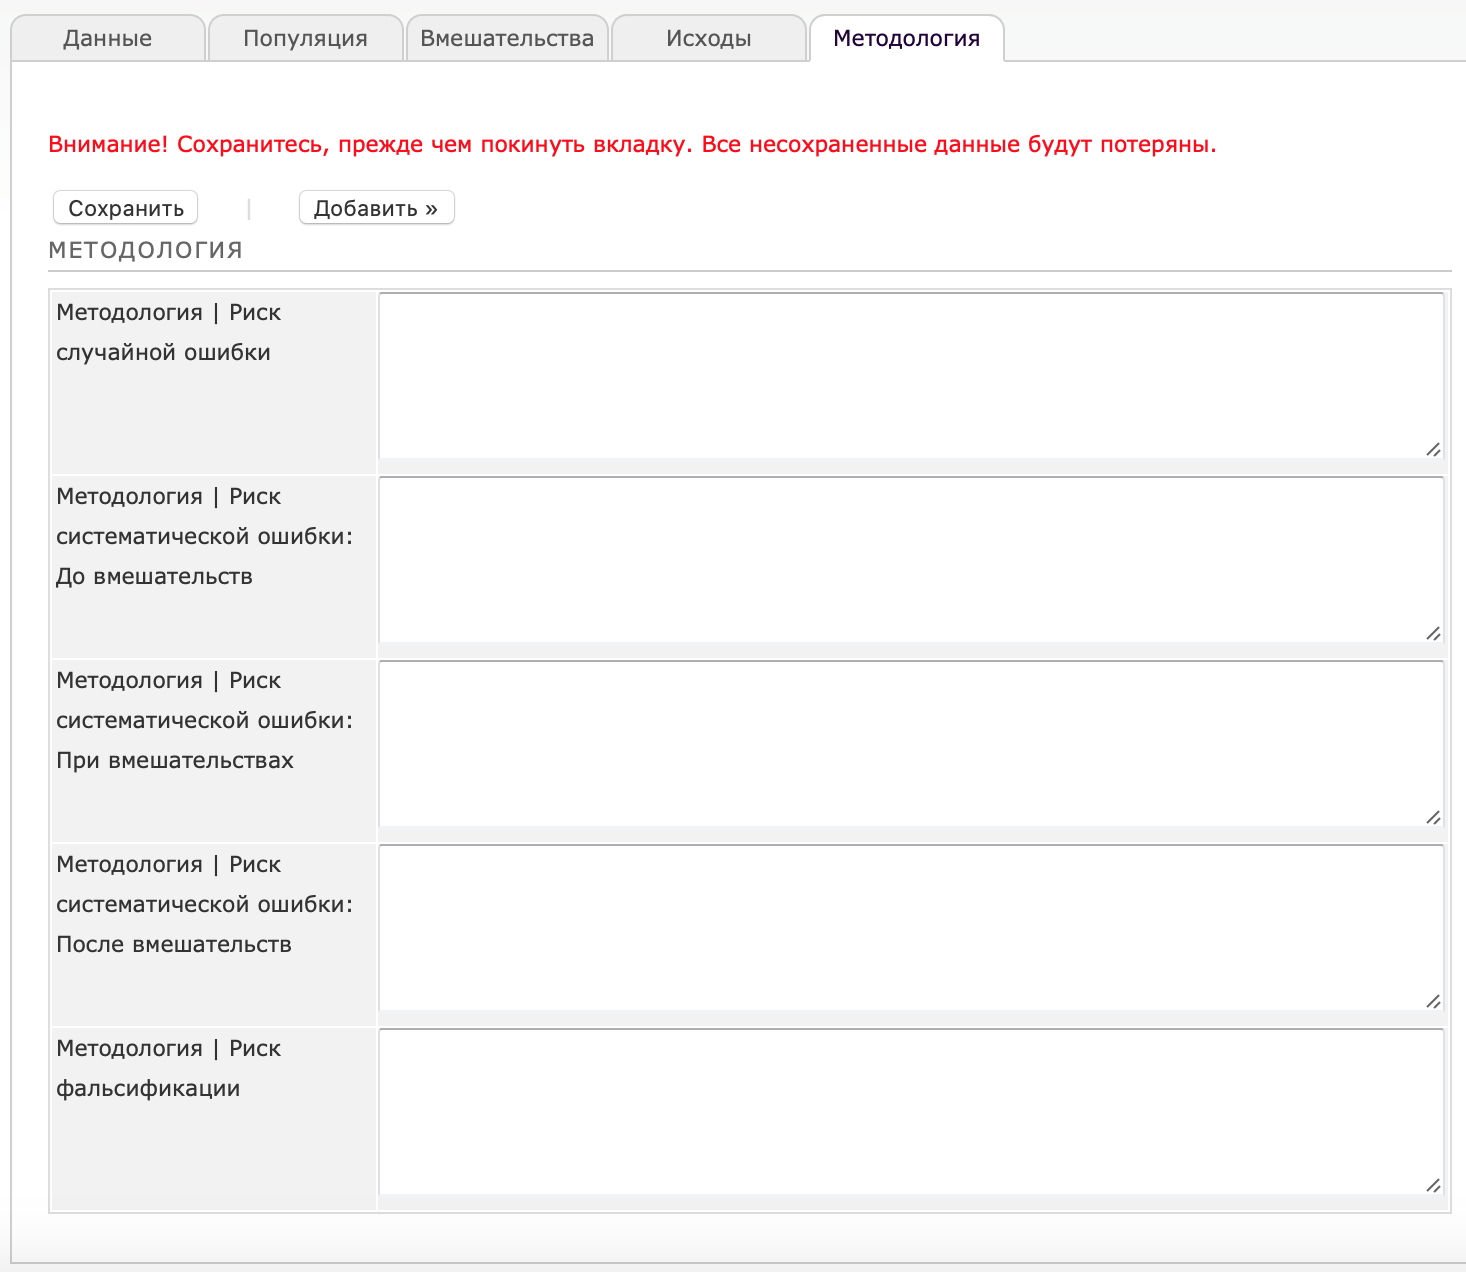 Данные
Популяция
Вмешательства
Исходы
Методология
Внимание! Сохранитесь, прежде чем покинуть вкладку. Все несохраненные данные будут потеряны.
Сохранить | Добавить »
МЕТОДОЛОГИЯ
Методология | Риск
случайной ошибки
Методология | Риск
систематической ошибки:
До вмешательств
Методология | Риск
систематической ошибки:
При вмешательствах
Методология | Риск
систематической ошибки:
После вмешательств
Методология | Риск
фальсификации